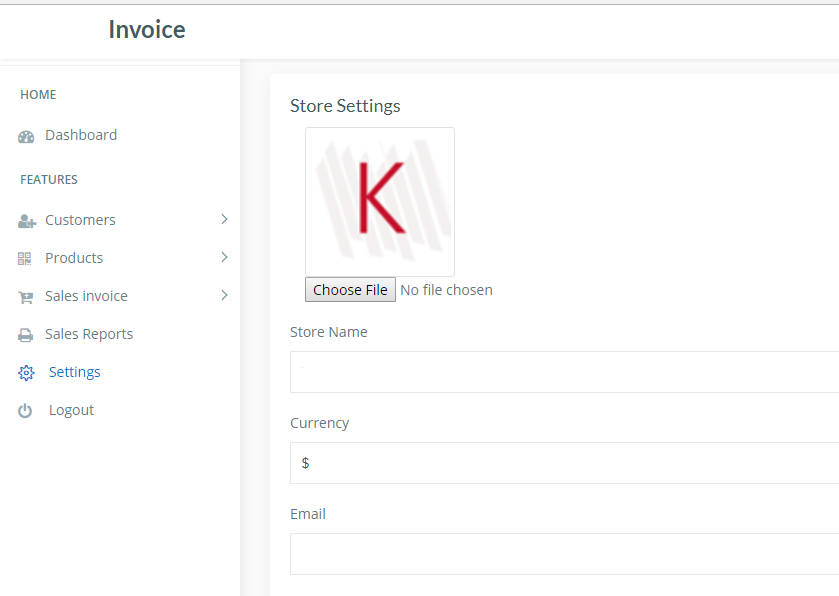 Invoice
HOME
Dashboard
FEATURES
Customers
Products
Sales invoice
Sales Reports
Settings
Logout
Store Settings
K
Choose File No file chosen
Store Name
Currency
$
Email